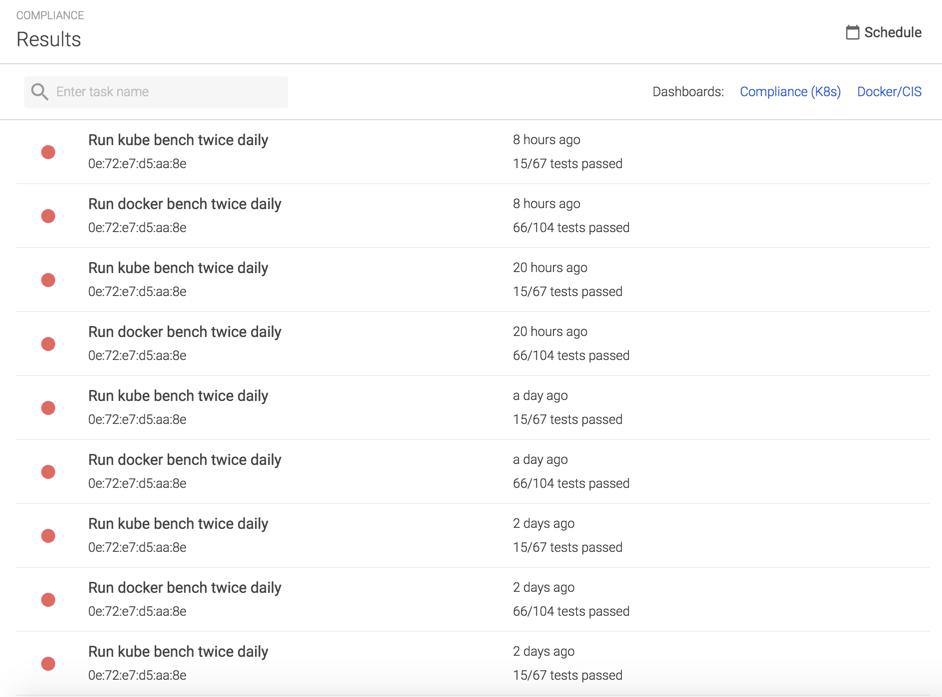 COMPLIANCE
Results
Schedule
Enter task name
Dashboards: Compliance (K8s) Docker/CIS
Run kube bench twice daily
8 hours ago
0e:72:e7:d5:aa:8e
15/67 tests passed
Run docker bench twice daily
8 hours ago
0e:72:e7:d5:aa:8e
66/104 tests passed
Run kube bench twice daily
20 hours ago
0e:72:e7:d5:aa:8e
15/67 tests passed
Run docker bench twice daily
20 hours ago
0e:72:e7:d5:aa:8e
66/104 tests passed
Run kube bench twice daily
a day ago
0e:72:e7:d5:aa:8e
15/67 tests passed
Run docker bench twice daily
a day ago
0e:72:e7:d5:aa:8e
66/104 tests passed
Run kube bench twice daily
2 days ago
0e:72:e7:d5:aa:8e
15/67 tests passed
Run docker bench twice daily
2 days ago
0e:72:e7:d5:aa:8e
66/104 tests passed
Run kube bench twice daily
2 days ago
0e:72:e7:d5:aa:8e
15/67 tests passed